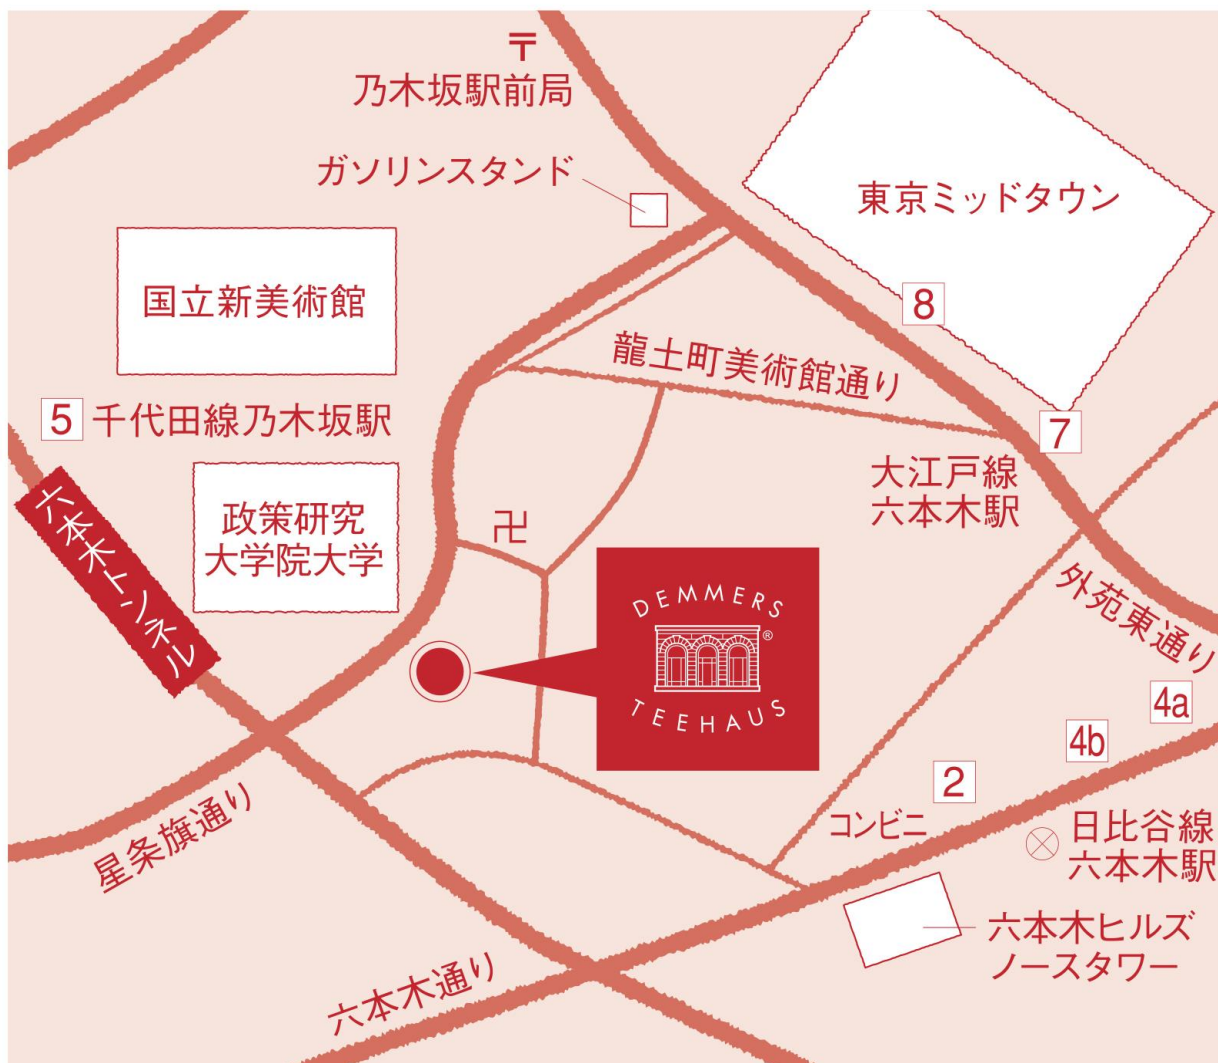 〒
乃木坂駅前局
ガソリンスタンド
東京ミッドタウン
国立新美術館
8
龍土町美術館通り
5 千代田線乃木坂駅
7
大江戸線
六本木駅
六本木トンネル
政策研究
大学院大学
卍
外苑東通り
DEMMERS
®
TEEHAUS
4a
4b
2
コンビニ
星条旗通り
日比谷線
六本木駅
六本木ヒルズ
ノースタワー
六本木通り